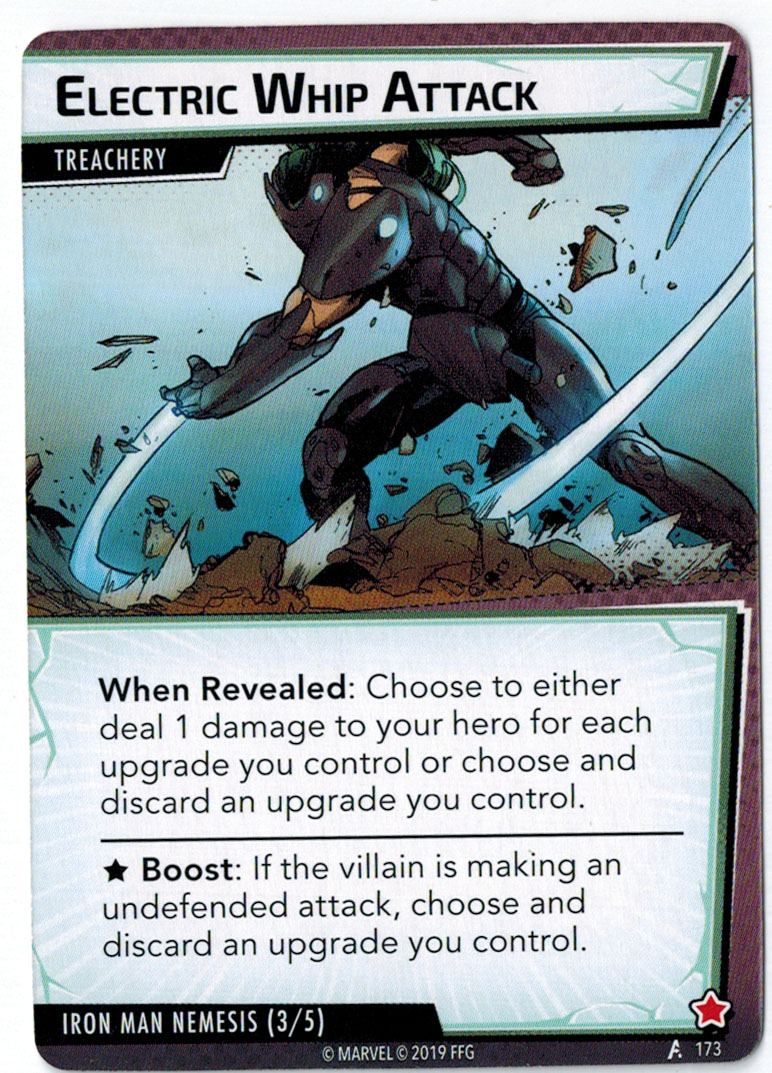 Electric Whip Attack
TREACHERY
When Revealed: Choose to either
deal 1 damage to your hero for each
upgrade you control or choose and
discard an upgrade you control.
★ Boost: If the villain is making an
undefended attack, choose and
discard an upgrade you control.
IRON MAN NEMESIS (3/5)
© MARVEL © 2019 FFG
173